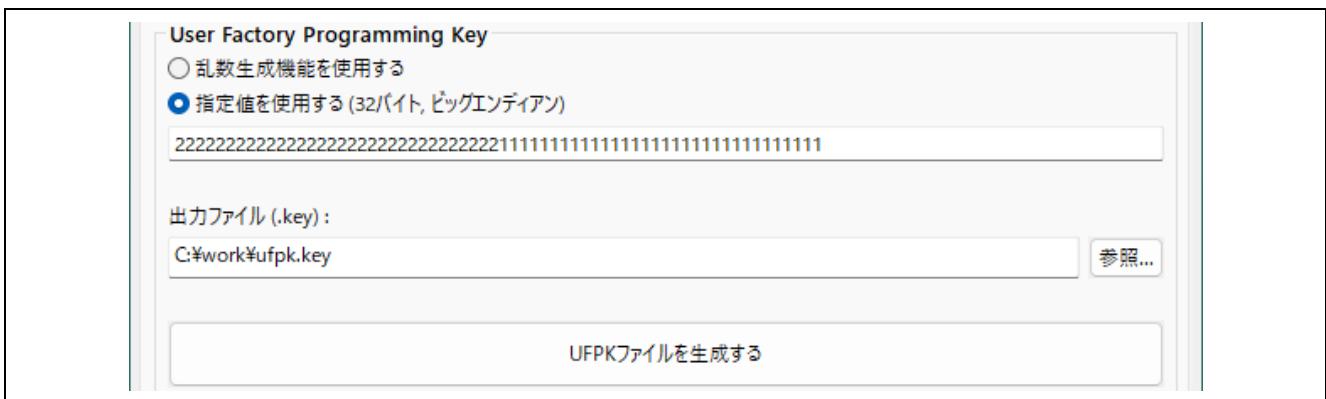 User Factory Programming Key
乱数生成機能を使用する
指定値を使用する (32バイト, ビッグエンディアン)
2222222222222222222222222222222211111111111111111111111111111111
出力ファイル (.key) :
C:¥work¥ufpk.key
参照...
UFPKファイルを生成する